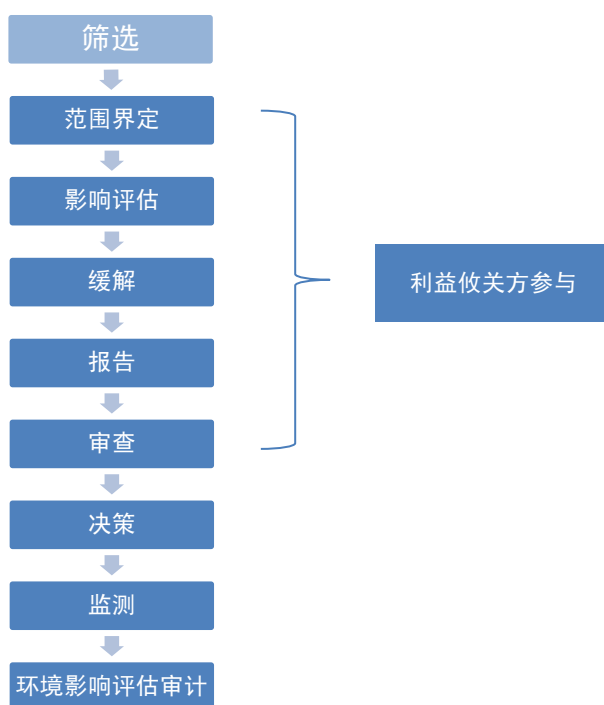 筛选
范围界定
影响评估
缓解
报告
审查
决策
监测
环境影响评估审计
利益攸关方参与